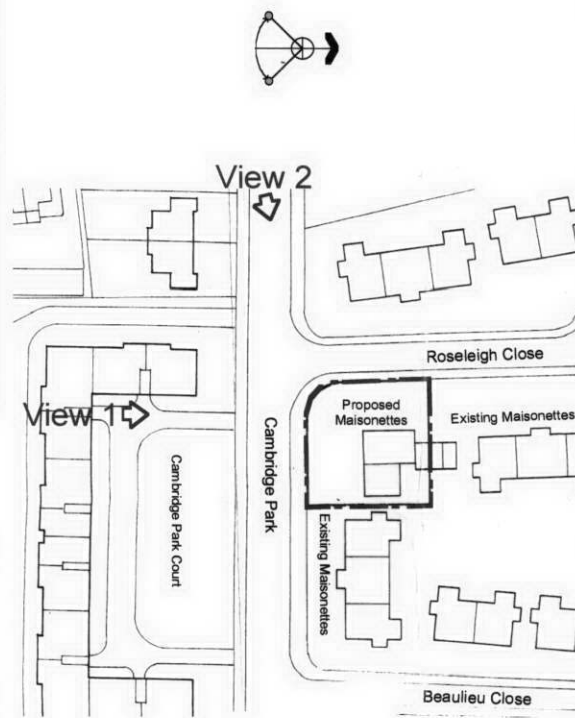 View 2
Roseleigh Close
Proposed
Maisonettes
Existing Maisonettes
View 1
Cambridge Park
Cambridge Park Court
Existing Maisonettes
Beaulieu Close